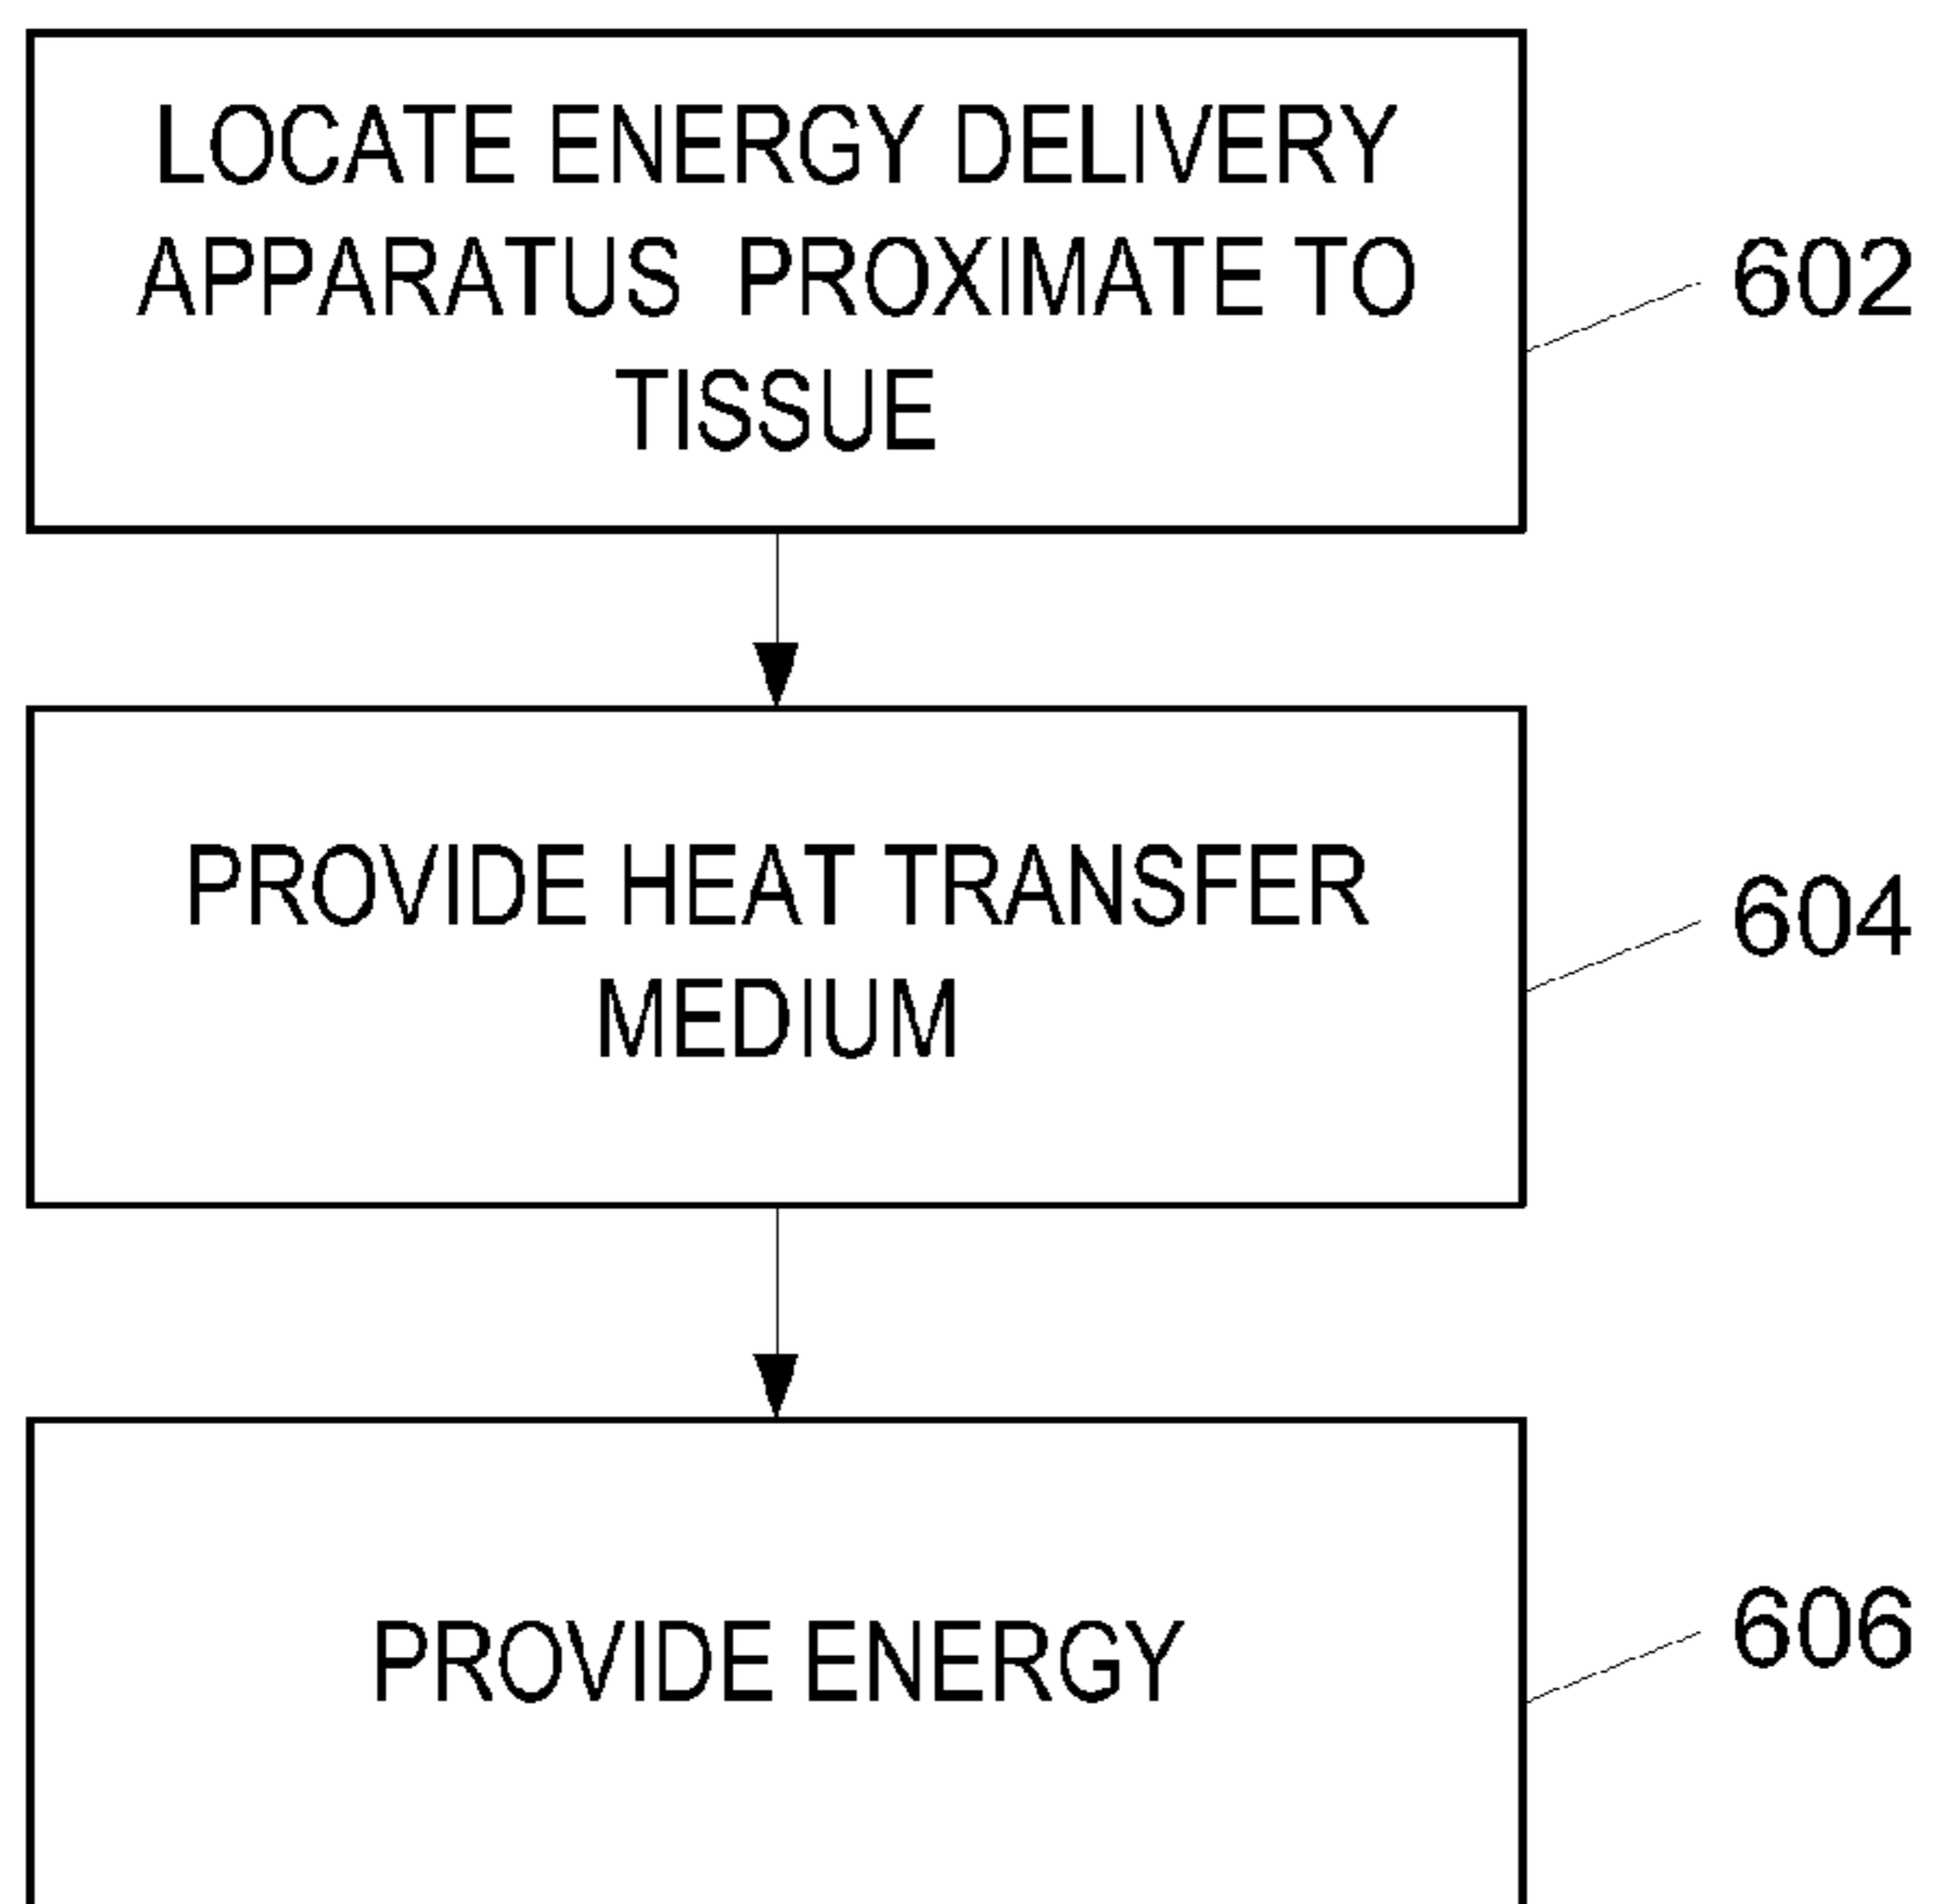 LOCATE ENERGY DELIVERY
APPARATUS PROXIMATE TO
TISSUE
602
PROVIDE HEAT TRANSFER
MEDIUM
604
PROVIDE ENERGY
606